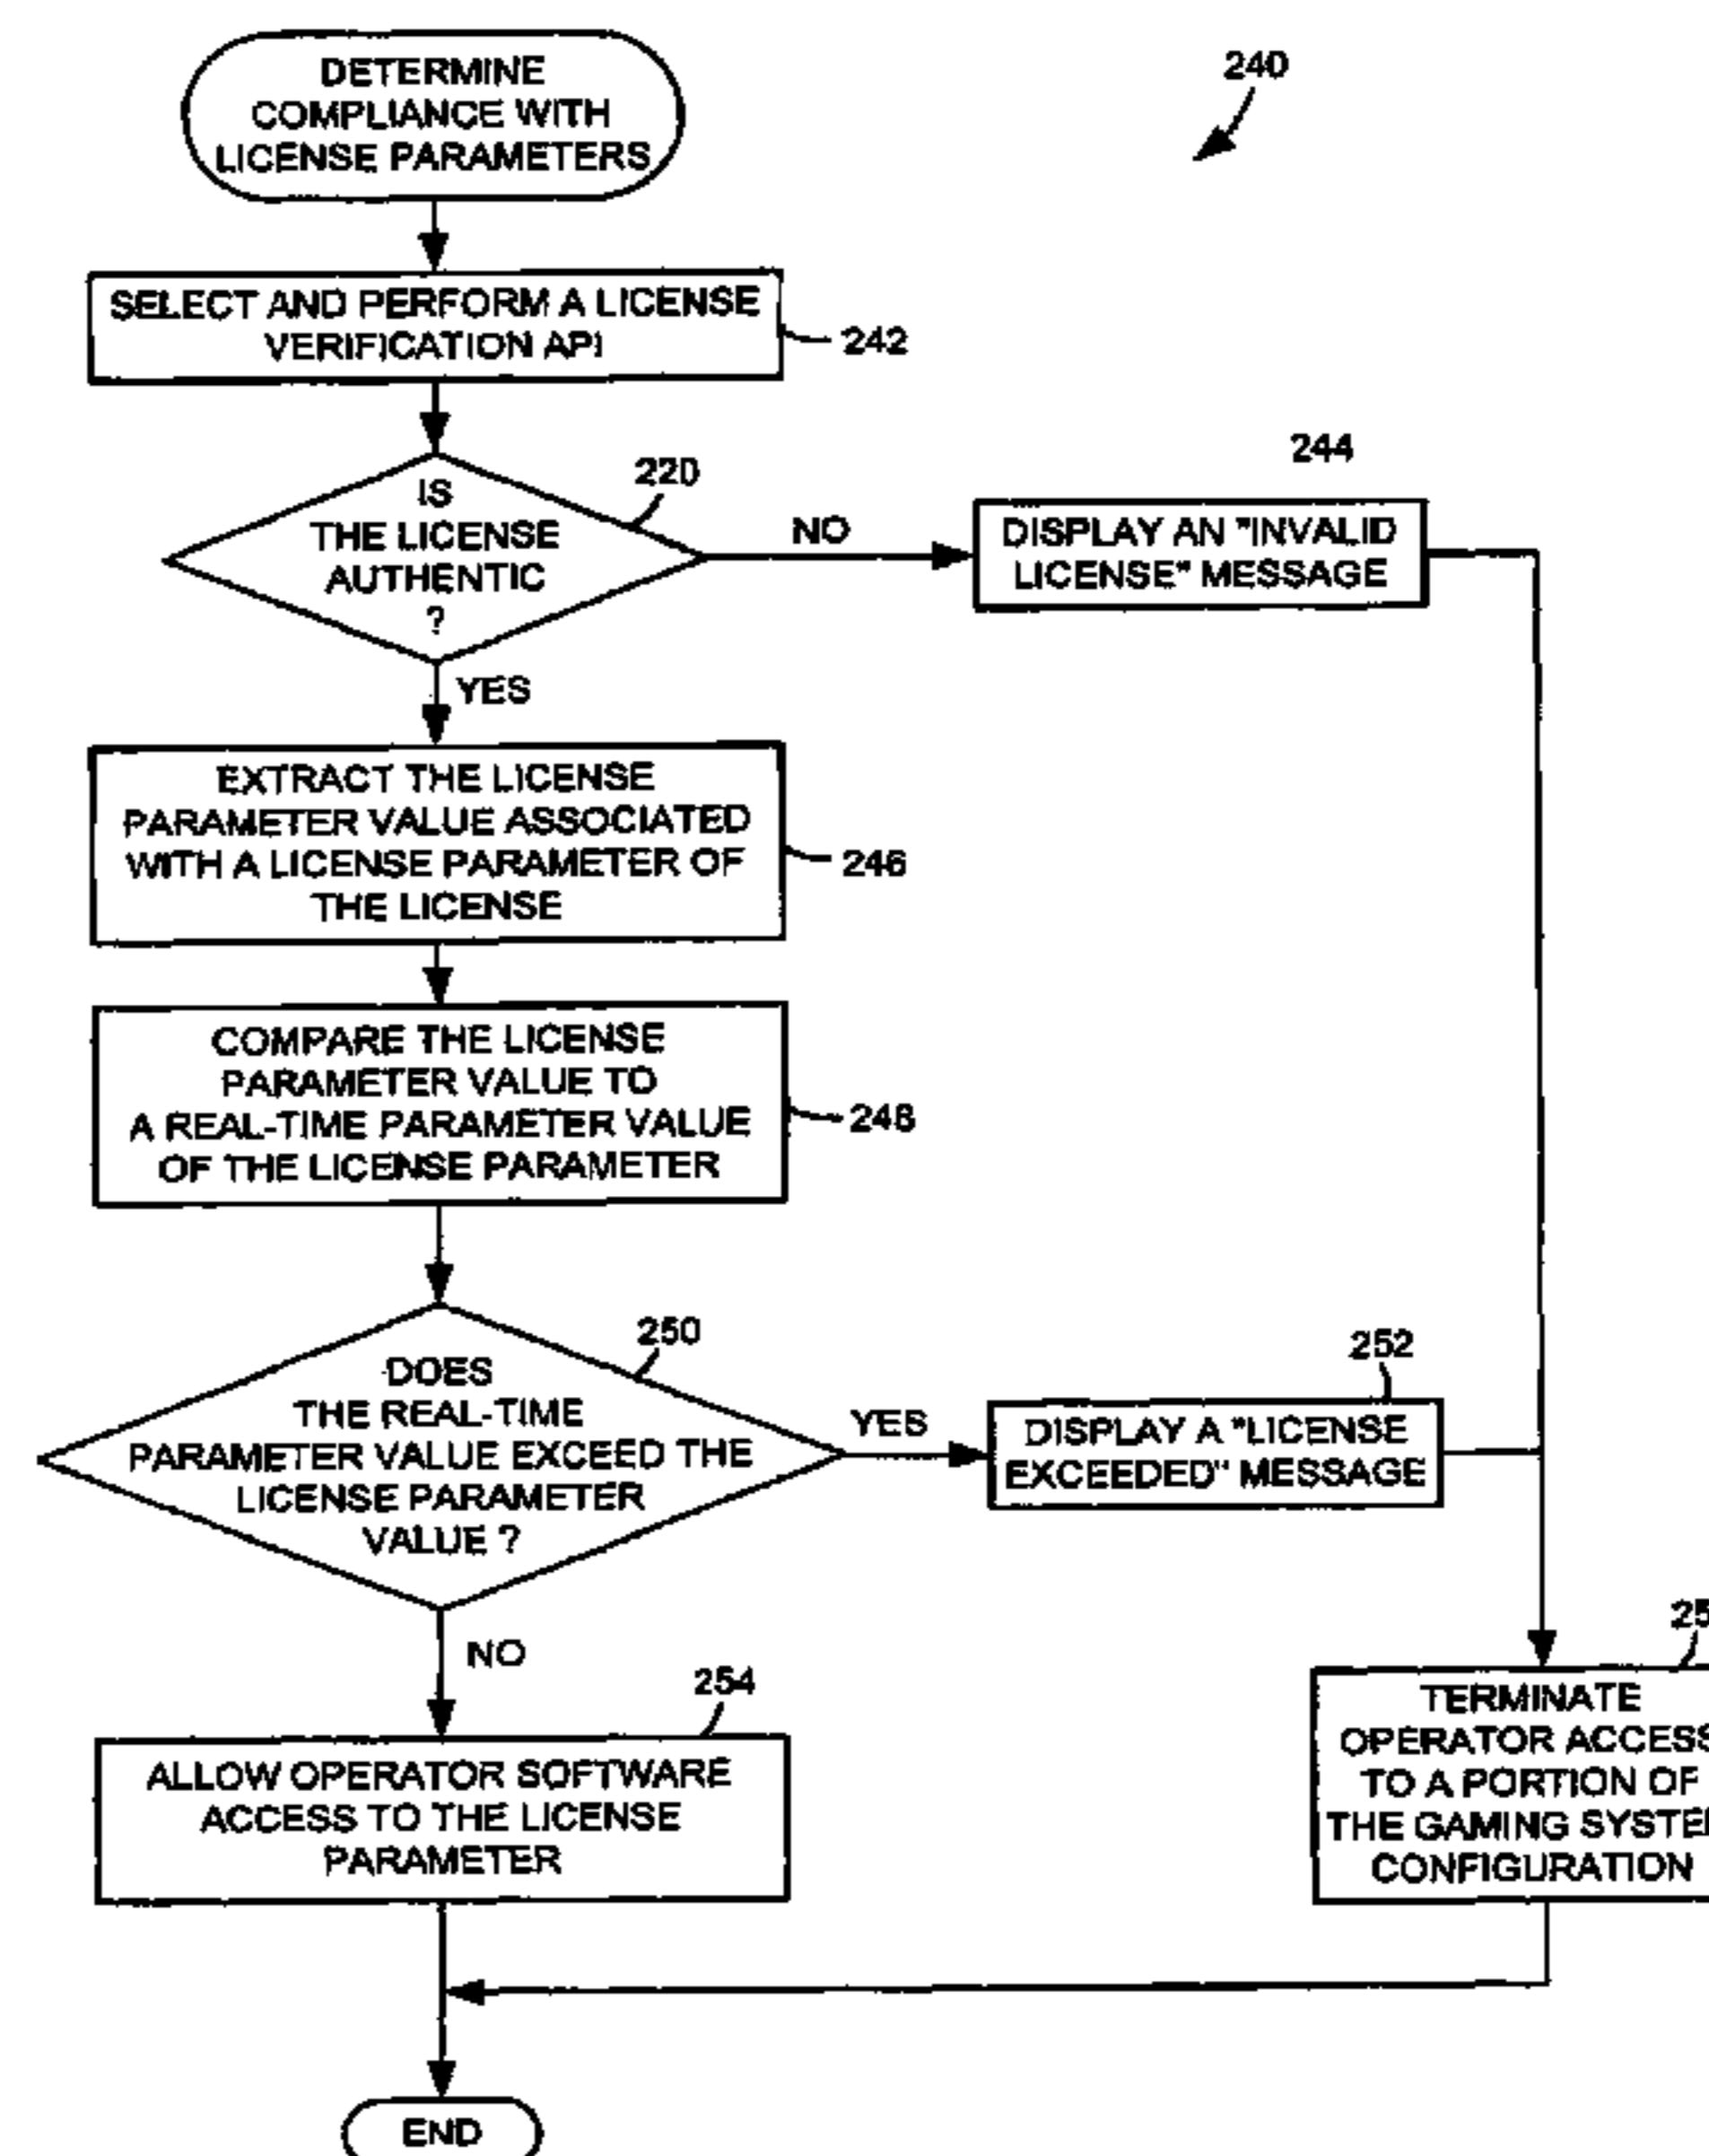 DETERMINE
COMPLIANCE WITH
LICENSE PARAMETERS
240
SELECT AND PERFORM A LICENSE
VERIFICATION API
242
IS
THE LICENSE
AUTHENTIC
?
220
NO
244
DISPLAY AN "INVALID
LICENSE" MESSAGE
YES
EXTRACT THE LICENSE
PARAMETER VALUE ASSOCIATED
WITH A LICENSE PARAMETER OF
THE LICENSE
246
COMPARE THE LICENSE
PARAMETER VALUE TO
A REAL-TIME PARAMETER VALUE
OF THE LICENSE PARAMETER
248
DOES
THE REAL-TIME
PARAMETER VALUE EXCEED THE
LICENSE PARAMETER
VALUE ?
250
YES
252
DISPLAY A "LICENSE
EXCEEDED" MESSAGE
NO
254
ALLOW OPERATOR SOFTWARE
ACCESS TO THE LICENSE
PARAMETER
TERMINATE
OPERATOR ACCESS
TO A PORTION OF
THE GAMING
CONFIGURATION
END